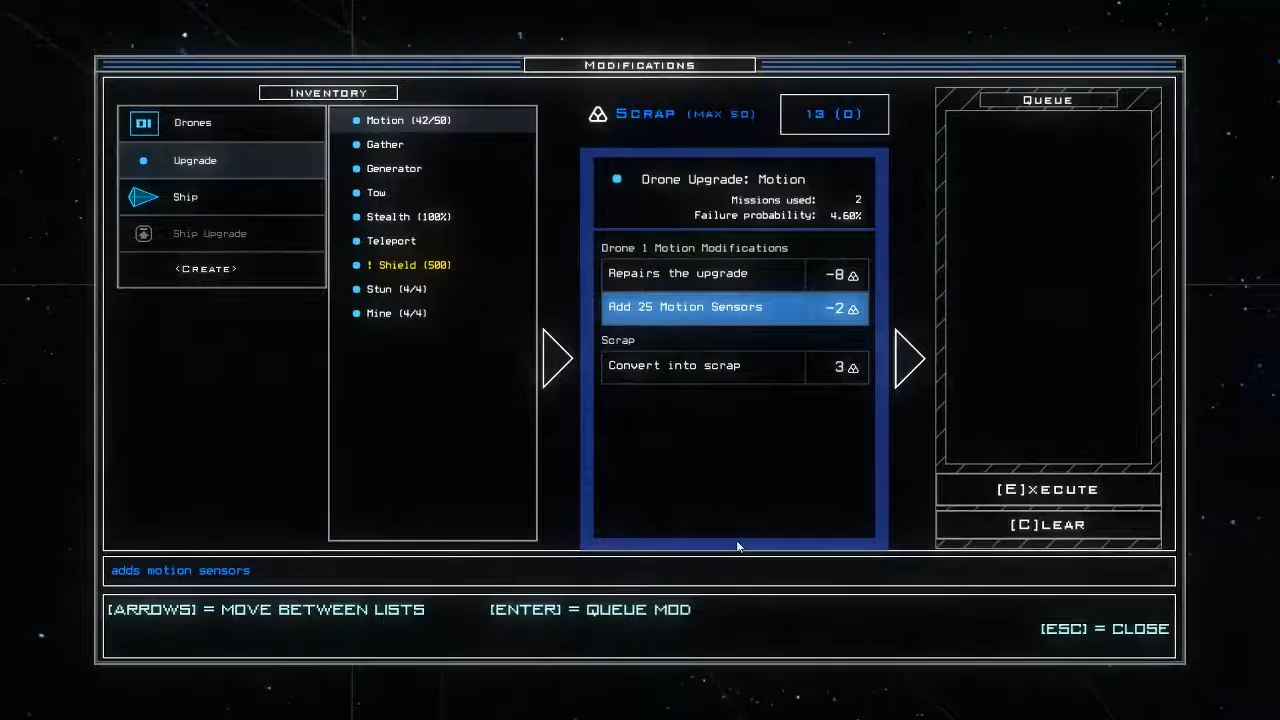 Modifications
Inventory
Drones
Upgrade
Ship
Ship Upgrade
<Create>
Motion (42/50)
Gather
Generator
Tow
Stealth (100%)
Teleport
! Shield (500)
Stun (4/4)
Mine (4/4)
Scrap (max 50)
13 (0)
Drone Upgrade: Motion
Missions used: 2
Failure probability: 4.60%
Drone 1 Motion Modifications
Repairs the upgrade -8
Add 25 Motion Sensors -2
Scrap
Convert into scrap 3
Queue
[E]xecute
[C]lear
adds motion sensors
[ARROWS] = MOVE BETWEEN LISTS [ENTER] = QUEUE MOD
[ESC] = CLOSE